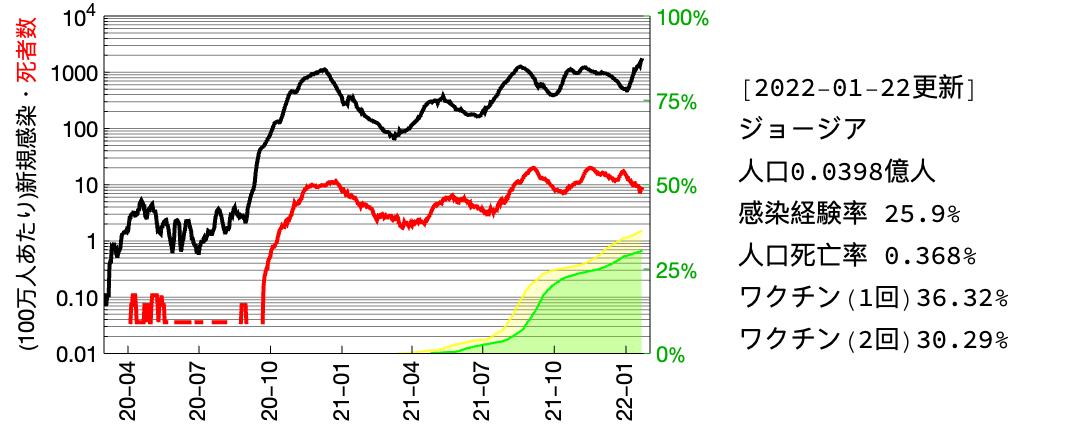 (100万人あたり)新規感染・死者数
10^4
1000
100
10
1
0.10
0.01
100%
75%
50%
25%
0%
20-04
20-07
20-10
21-01
21-04
21-07
21-10
22-01
[2022-01-22更新]
ジョージア
人口0.0398億人
感染経験率 25.9%
人口死亡率 0.368%
ワクチン(1回)36.32%
ワクチン(2回)30.29%